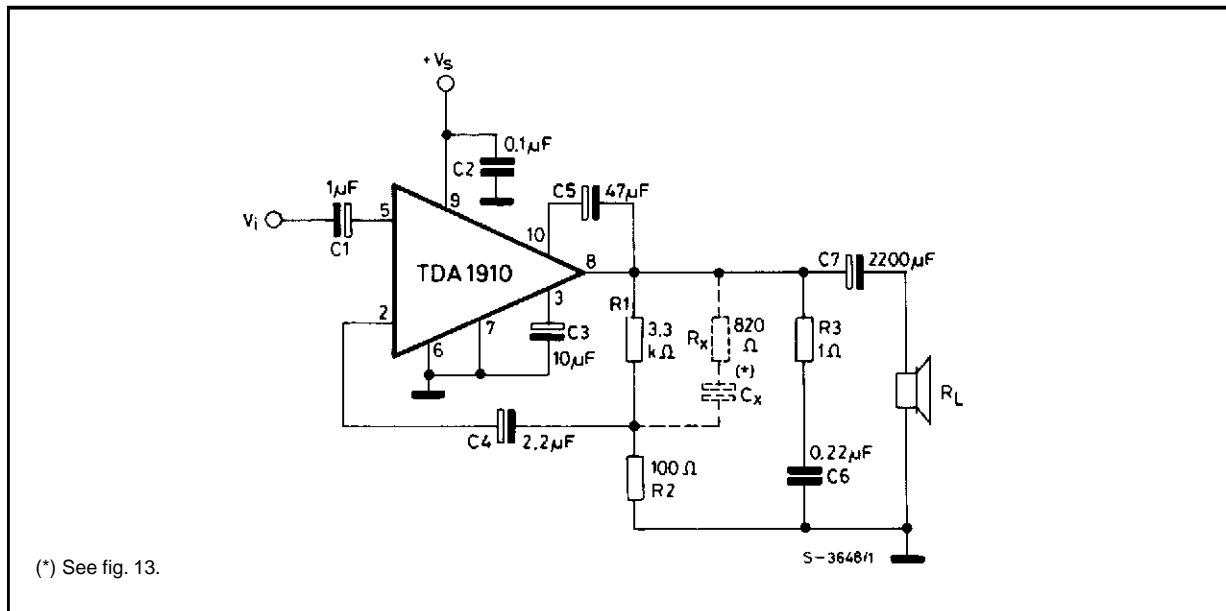 +Vs
0.1µF
C2
1µF
Vi
C1
5
9
C5
47µF
10
TDA 1910
8
C7
2200µF
2
3
7
6
C3
10µF
R1
3.3
kΩ
Rx
820
Ω
(*)
Cx
R3
1Ω
RL
C4
2,2µF
100Ω
R2
0,22µF
C6
S-3648/1
(*) See fig. 13.